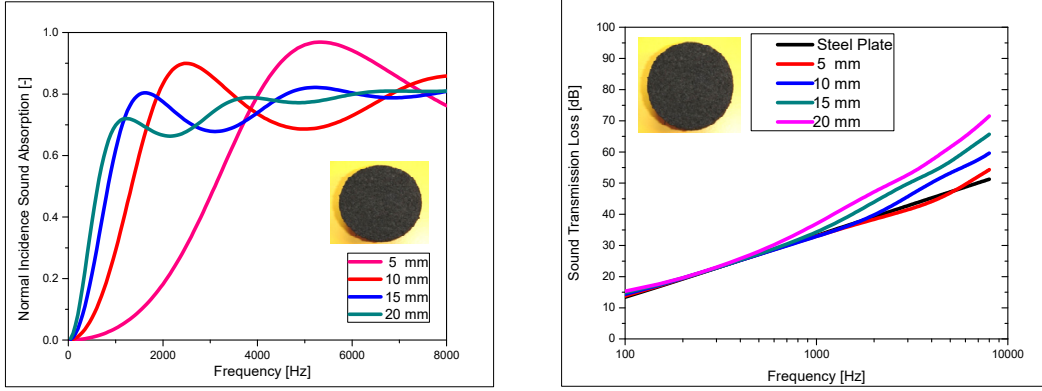 Normal Incidence Sound Absorption [-]
1.0
0.8
0.6
0.4
0.2
0.0
0 2000 4000 6000 8000
Frequency [Hz]
5 mm
10 mm
15 mm
20 mm
Sound Transmission Loss [dB]
100
90
80
70
60
50
40
30
20
10
0
100 1000 10000
Frequency [Hz]
Steel Plate
5 mm
10 mm
15 mm
20 mm